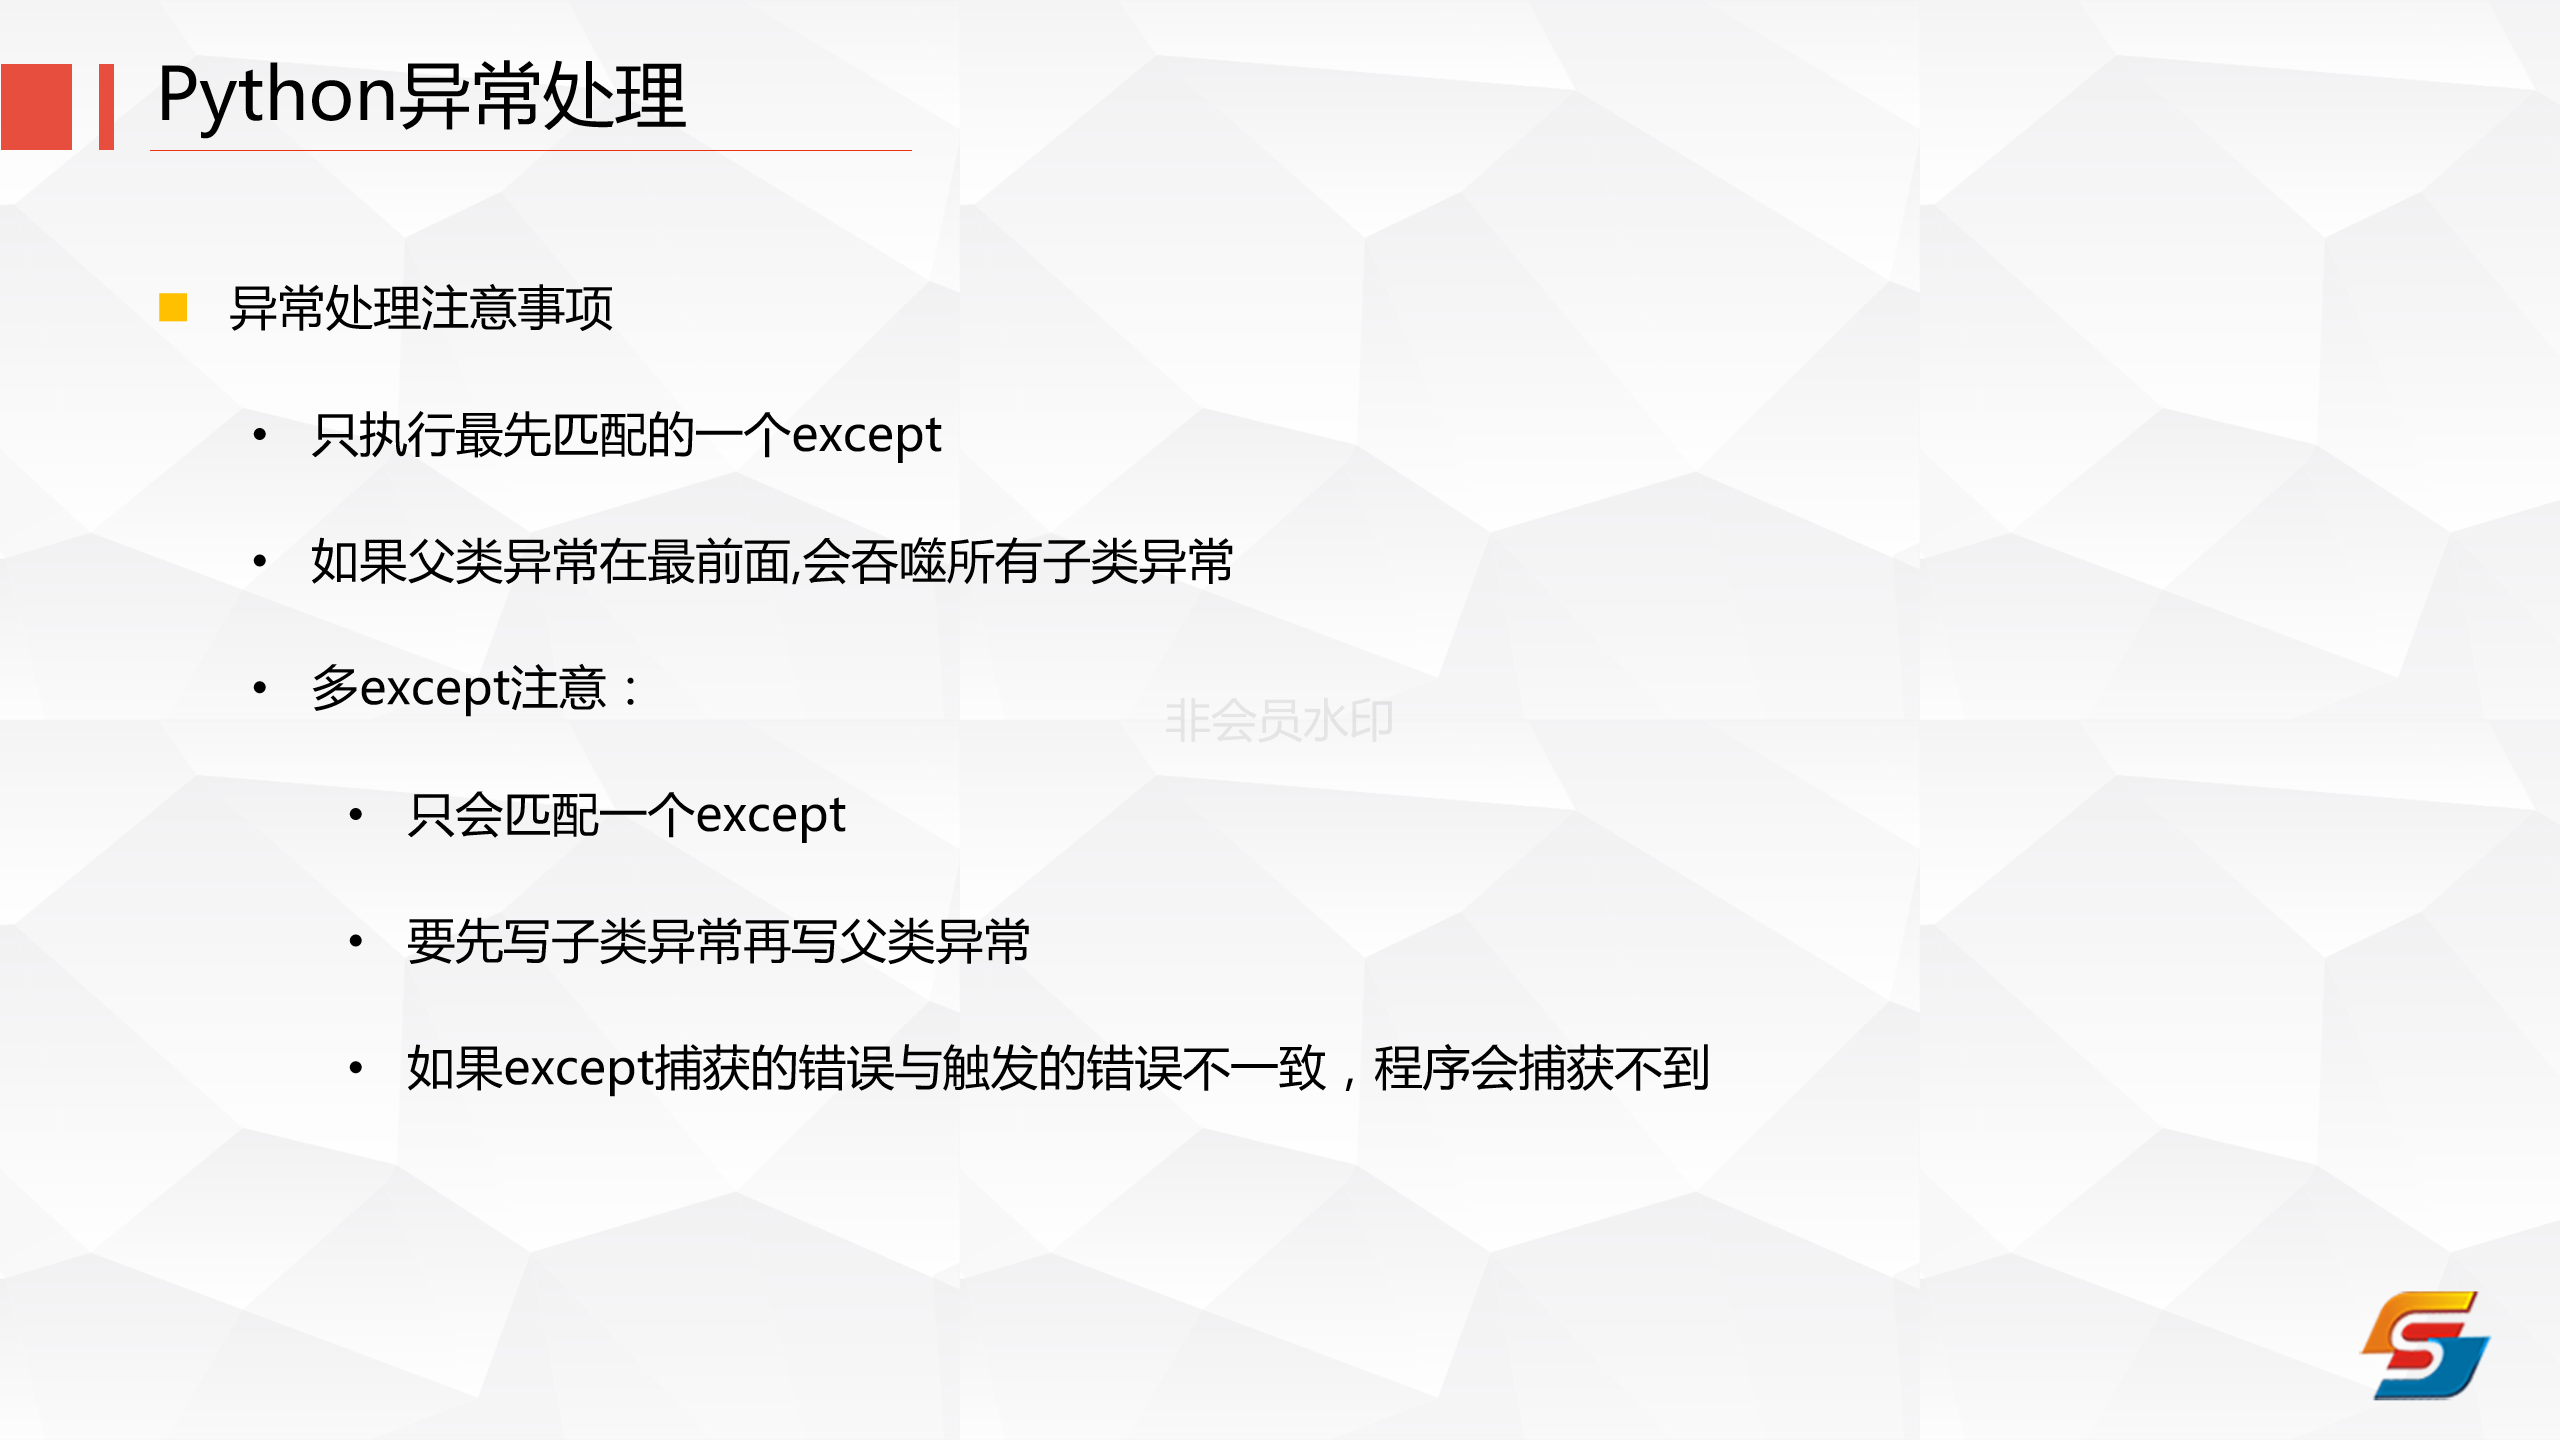 Python异常处理
异常处理注意事项
只执行最先匹配的一个except
如果父类异常在最前面,会吞噬所有子类异常
多except注意：
非会员水印
只会匹配一个except
要先写子类异常再写父类异常
如果except捕获的错误与触发的错误不一致，程序会捕获不到